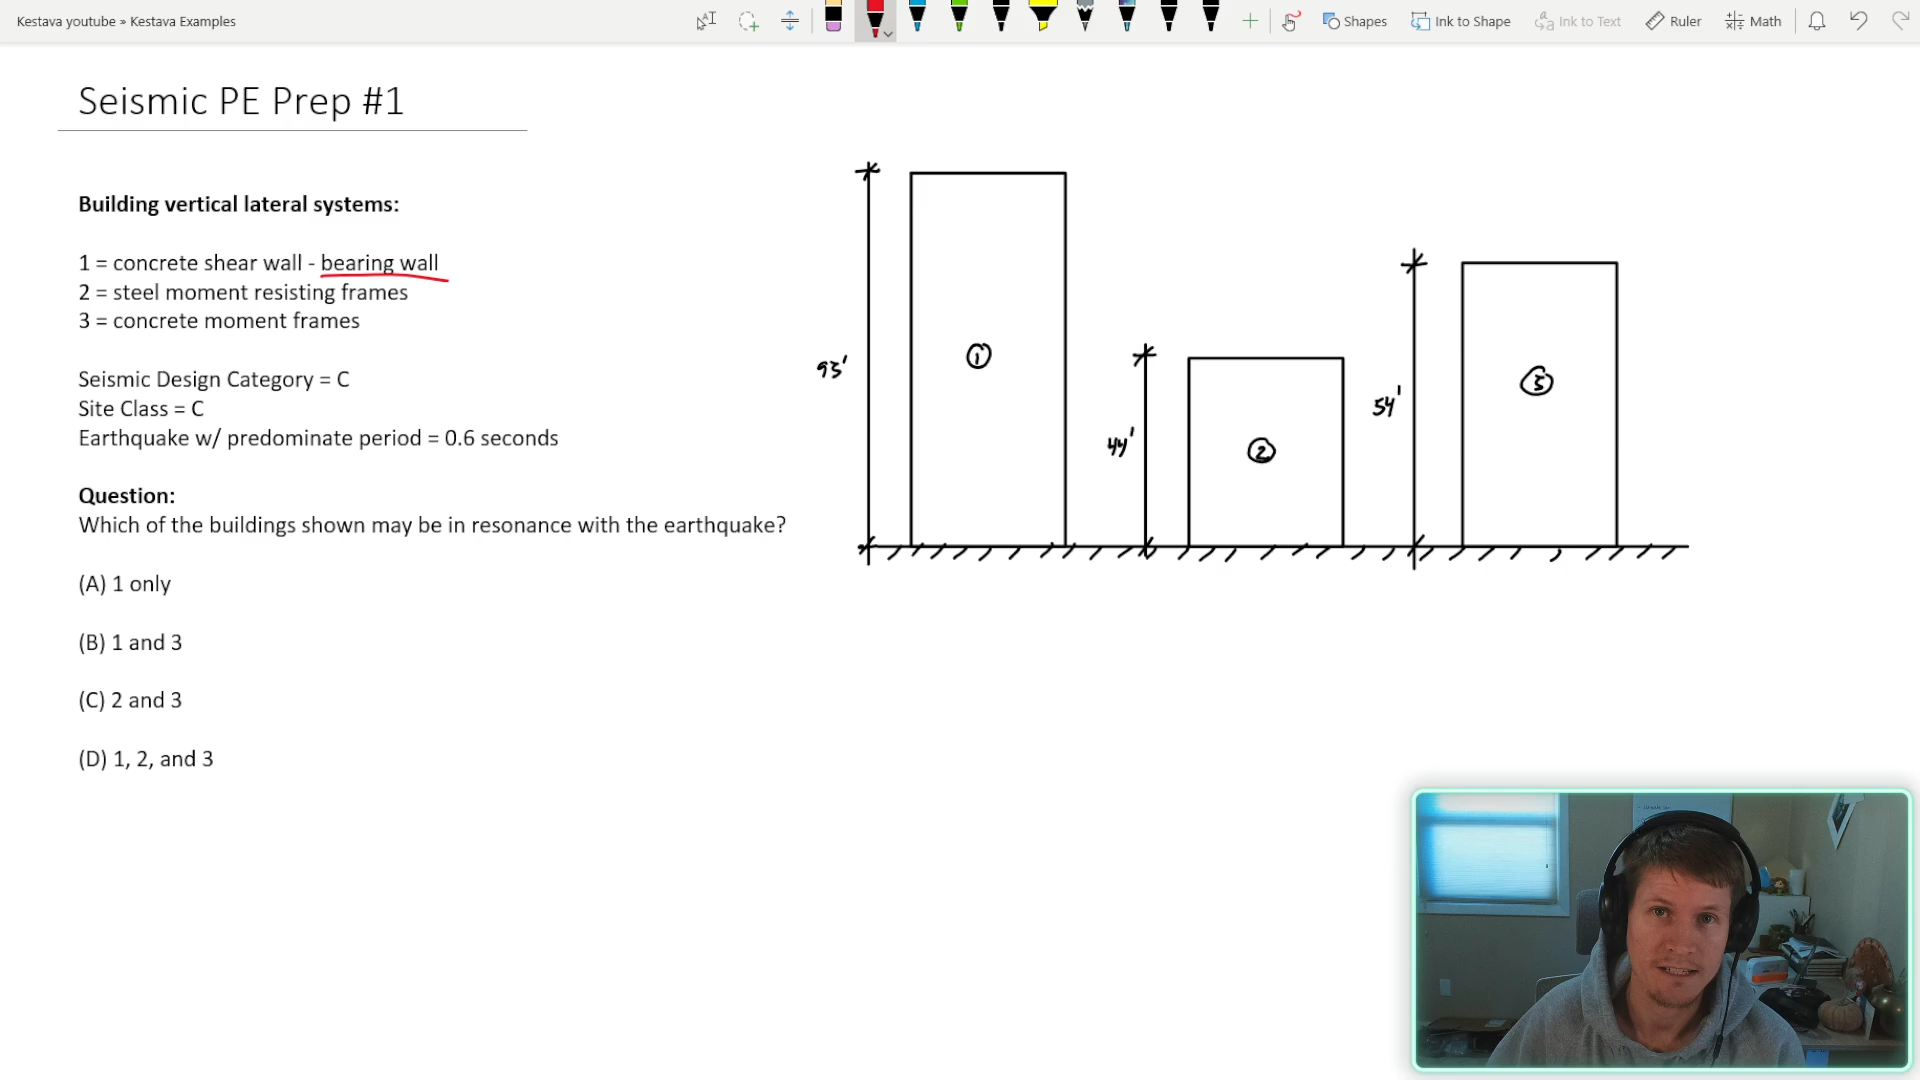 Kestava youtube » Kestava Examples
Shapes
Ink to Shape
Ink to Text
Ruler
Math
Seismic PE Prep #1
Building vertical lateral systems:
1 = concrete shear wall - bearing wall
2 = steel moment resisting frames
3 = concrete moment frames
Seismic Design Category = C
Site Class = C
Earthquake w/ predominate period = 0.6 seconds
Question:
Which of the buildings shown may be in resonance with the earthquake?
(A) 1 only
(B) 1 and 3
(C) 2 and 3
(D) 1, 2, and 3
93'
1
44'
2
54'
3